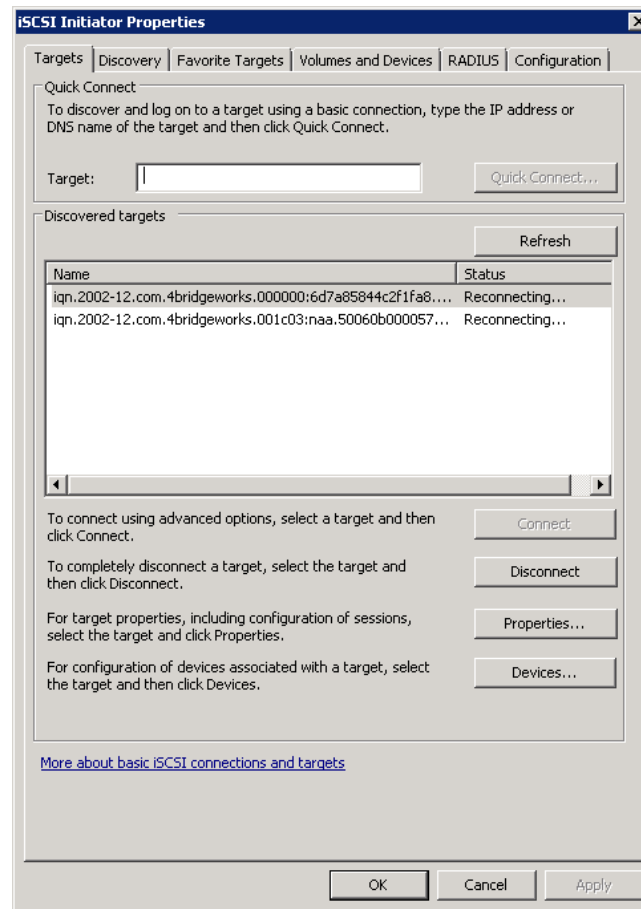 iSCSI Initiator Properties
Targets Discovery Favorite Targets Volumes and Devices RADIUS Configuration
Quick Connect
To discover and log on to a target using a basic connection, type the IP address or
DNS name of the target and then click Quick Connect.
Target:
Quick Connect...
Discovered targets
Refresh
Name Status
iqn.2002-12.com.4bridgeworks.000000:6d7a85844c2f1fa8.... Reconnecting...
iqn.2002-12.com.4bridgeworks.001c03:naa.50060b000057... Reconnecting...
To connect using advanced options, select a target and then
click Connect.
Connect
To completely disconnect a target, select the target and
then click Disconnect.
Disconnect
For target properties, including configuration of sessions,
select the target and click Properties.
Properties...
For configuration of devices associated with a target, select
the target and then click Devices.
Devices...
More about basic iSCSI connections and targets
OK Cancel Apply